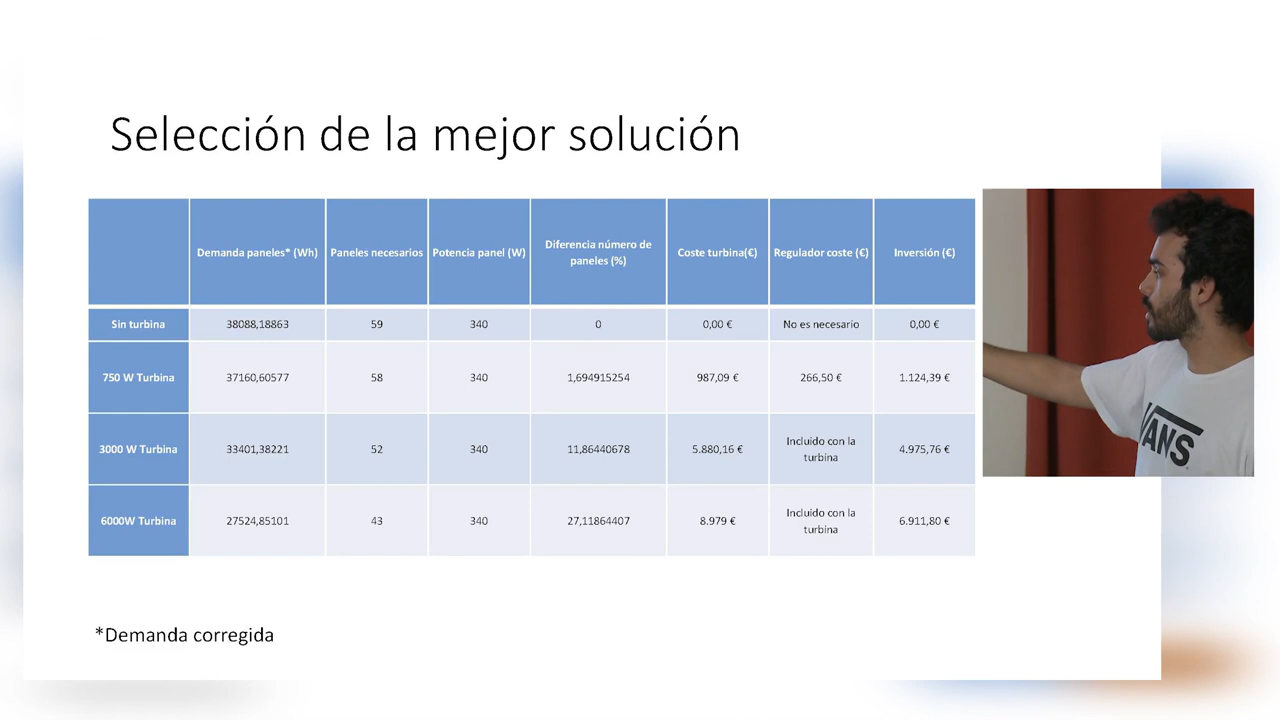 Selección de la mejor solución
Demanda paneles* (Wh) Paneles necesarios Potencia panel (W) Diferencia número de paneles (%) Coste turbina(€) Regulador coste (€) Inversión (€)
Sin turbina 38088,18863 59 340 0 0,00 € No es necesario 0,00 €
750 W Turbina 37160,60577 58 340 1,694915254 987,09 € 266,50 € 1.124,39 €
3000 W Turbina 33401,38221 52 340 11,86440678 5.880,16 € Incluido con la turbina 4.975,76 €
6000W Turbina 27524,85101 43 340 27,11864407 8.979 € Incluido con la turbina 6.911,80 €
*Demanda corregida
VANS